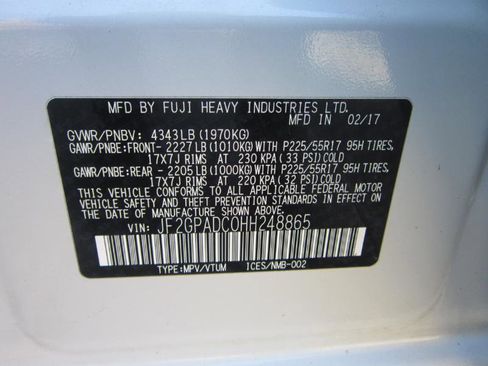 MFD BY FUJI HEAVY INDUSTRIES LTD.
MFD IN 02/17
GVWR/PNBV: 4343LB (1970KG)
GAWR/PNBE:FRONT- 2227LB (1010KG) WITH P225/55R17 95H TIRES,
17X7J RIMS AT 230 KPA (33 PSI) COLD
GAWR/PNBE:REAR - 2205LB (1000KG) WITH P225/55R17 95H TIRES,
17X7J RIMS AT 220 KPA (32 PSI) COLD
THIS VEHICLE CONFORMS TO ALL APPLICABLE FEDERAL MOTOR
VEHICLE SAFETY AND THEFT PREVENTION STANDARDS IN EFFECT
ON THE DATE OF MANUFACTURE SHOWN ABOVE.
VIN: JF2GPADC0HH248865
TYPE:MPV/VTUM ICES/NMB-002